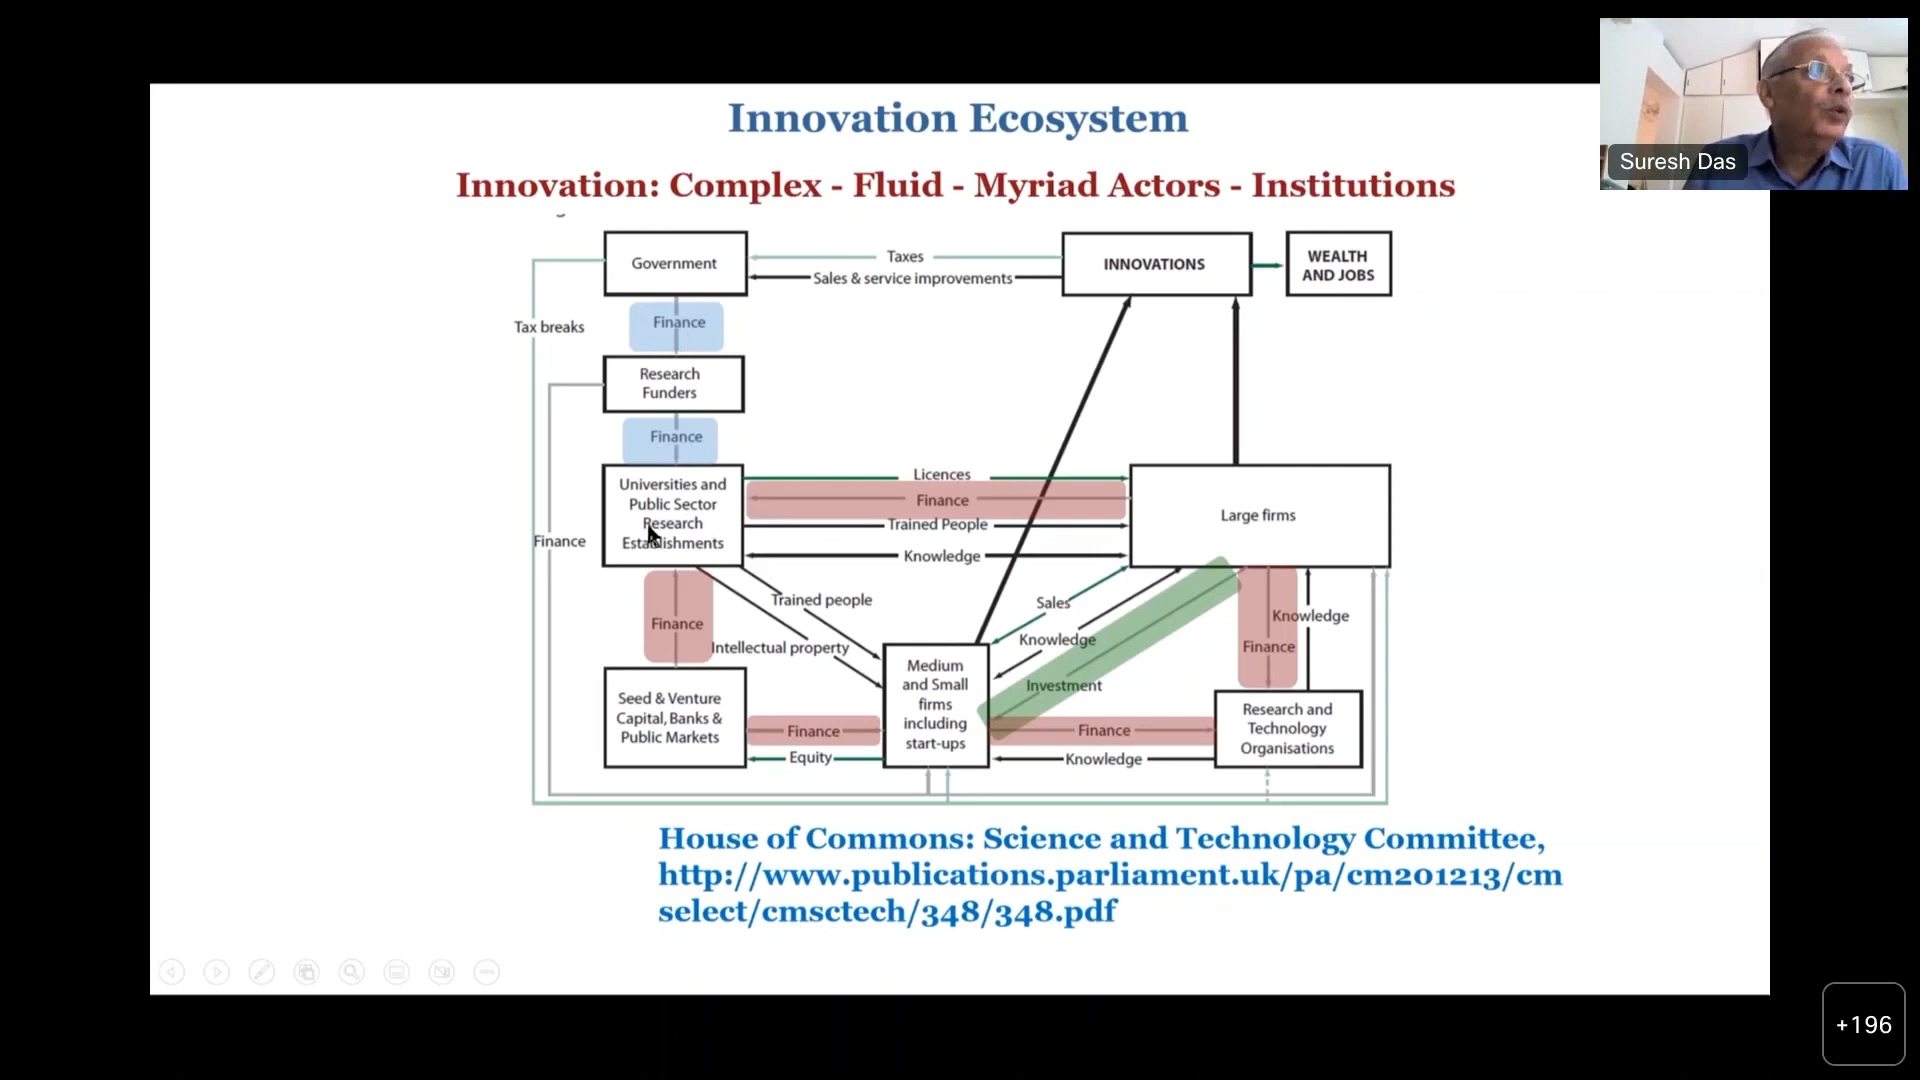 Innovation Ecosystem
Suresh Das
Innovation: Complex - Fluid - Myriad Actors - Institutions
Government
Taxes
Sales & service improvements
INNOVATIONS
WEALTH
AND JOBS
Tax breaks
Finance
Research
Funders
Finance
Universities and
Public Sector
Research
Establishments
Licences
Finance
Trained People
Knowledge
Large firms
Finance
Finance
Trained people
Intellectual property
Sales
Knowledge
Investment
Knowledge
Finance
Seed & Venture
Capital, Banks &
Public Markets
Finance
Equity
Medium
and Small
firms
including
start-ups
Finance
Knowledge
Research and
Technology
Organisations
House of Commons: Science and Technology Committee,
http://www.publications.parliament.uk/pa/cm201213/cm
select/cmsctech/348/348.pdf
+196